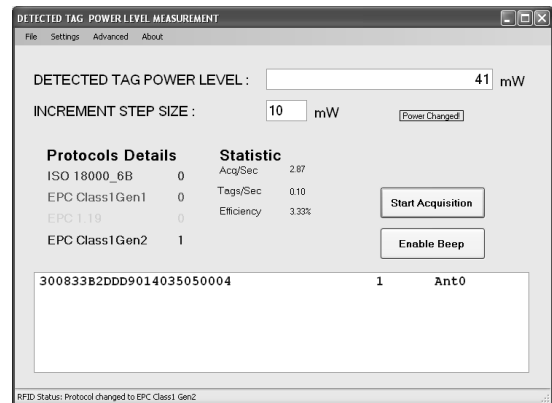 DETECTED TAG POWER LEVEL MEASUREMENT
File Settings Advanced About
DETECTED TAG POWER LEVEL : 41 mW
INCREMENT STEP SIZE : 10 mW Power Changed!
Protocols Details Statistic
Acq/Sec 2.87
ISO 18000_6B 0
Tags/Sec 0.10
EPC Class1Gen1 0
Start Acquisition
Efficiency 3.33%
EPC 1.19 0
EPC Class1Gen2 1
Enable Beep
300833B2DDD9014035050004 1 Ant0
RFID Status: Protocol changed to EPC Class1 Gen2